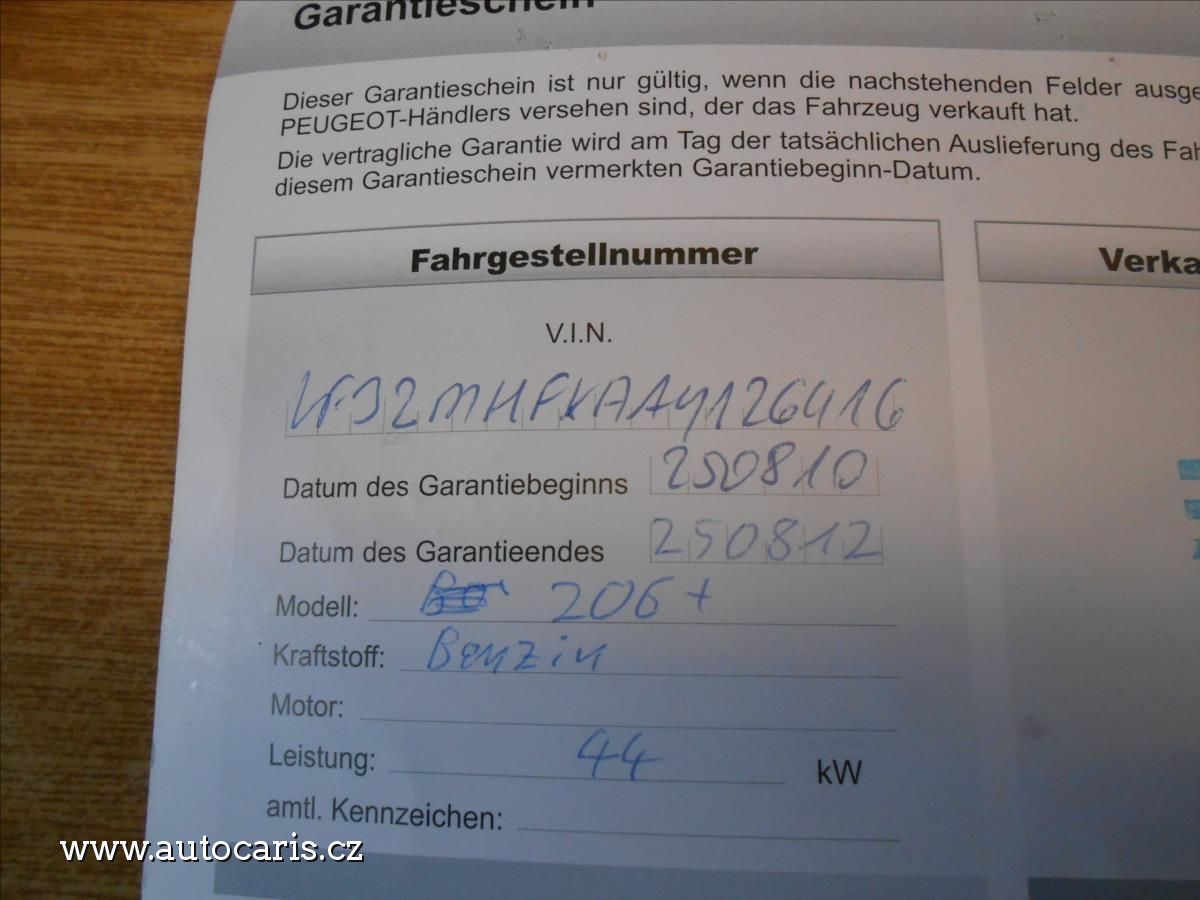 Garantieschein
Dieser Garantieschein ist nur gültig, wenn die nachstehenden Felder ausge
PEUGEOT-Händlers versehen sind, der das Fahrzeug verkauft hat.
Die vertragliche Garantie wird am Tag der tatsächlichen Auslieferung des Fah
diesem Garantieschein vermerkten Garantiebeginn-Datum.
Fahrgestellnummer
Verka
V.I.N.
VF32MHFXAAY126416
Datum des Garantiebeginns 250810
Datum des Garantieendes 250812
Modell: 206+
Kraftstoff: Benzin
Motor:
Leistung: 44 kW
amtl. Kennzeichen:
www.autocaris.cz